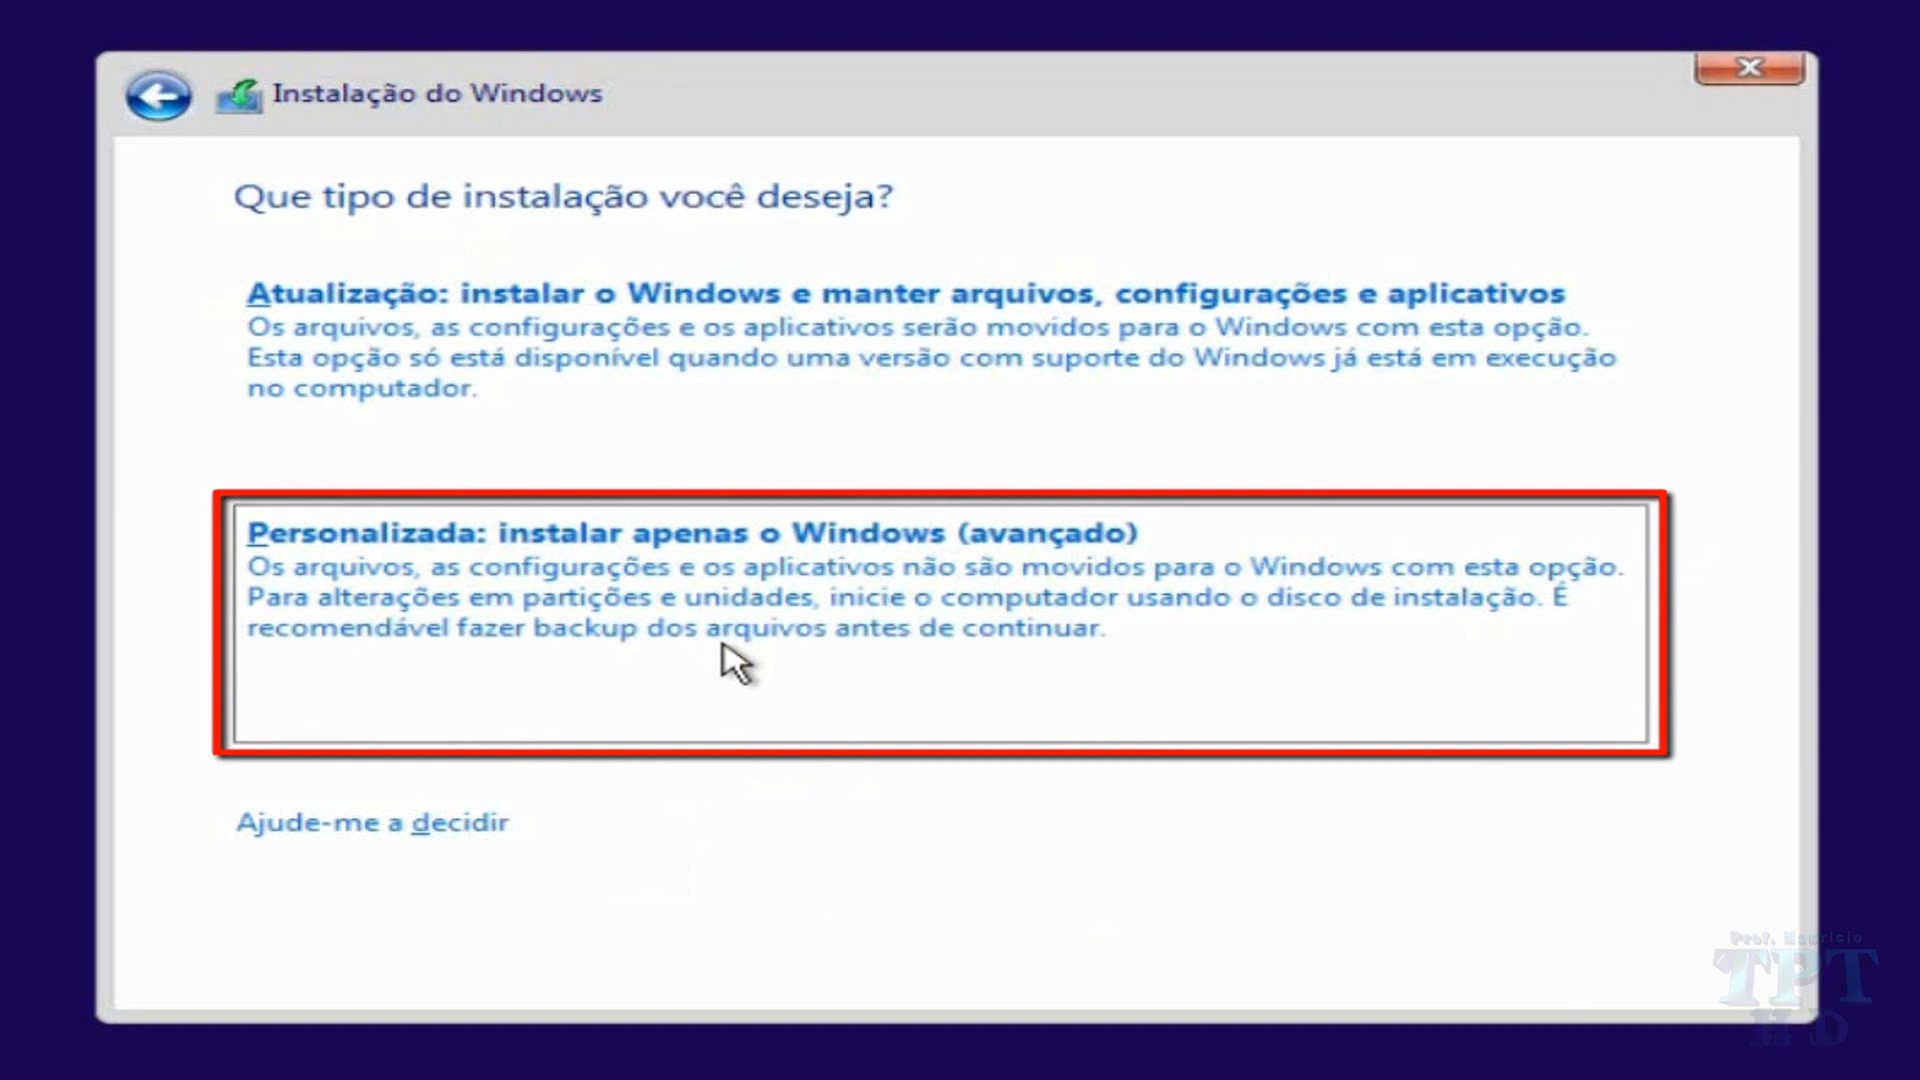 Instalação do Windows
Que tipo de instalação você deseja?
Atualização: instalar o Windows e manter arquivos, configurações e aplicativos
Os arquivos, as configurações e os aplicativos serão movidos para o Windows com esta opção.
Esta opção só está disponível quando uma versão com suporte do Windows já está em execução
no computador.
Personalizada: instalar apenas o Windows (avançado)
Os arquivos, as configurações e os aplicativos não são movidos para o Windows com esta opção.
Para alterações em partições e unidades, inicie o computador usando o disco de instalação. É
recomendável fazer backup dos arquivos antes de continuar.
Ajude-me a decidir
Prof. Mauricio
TPT
HD